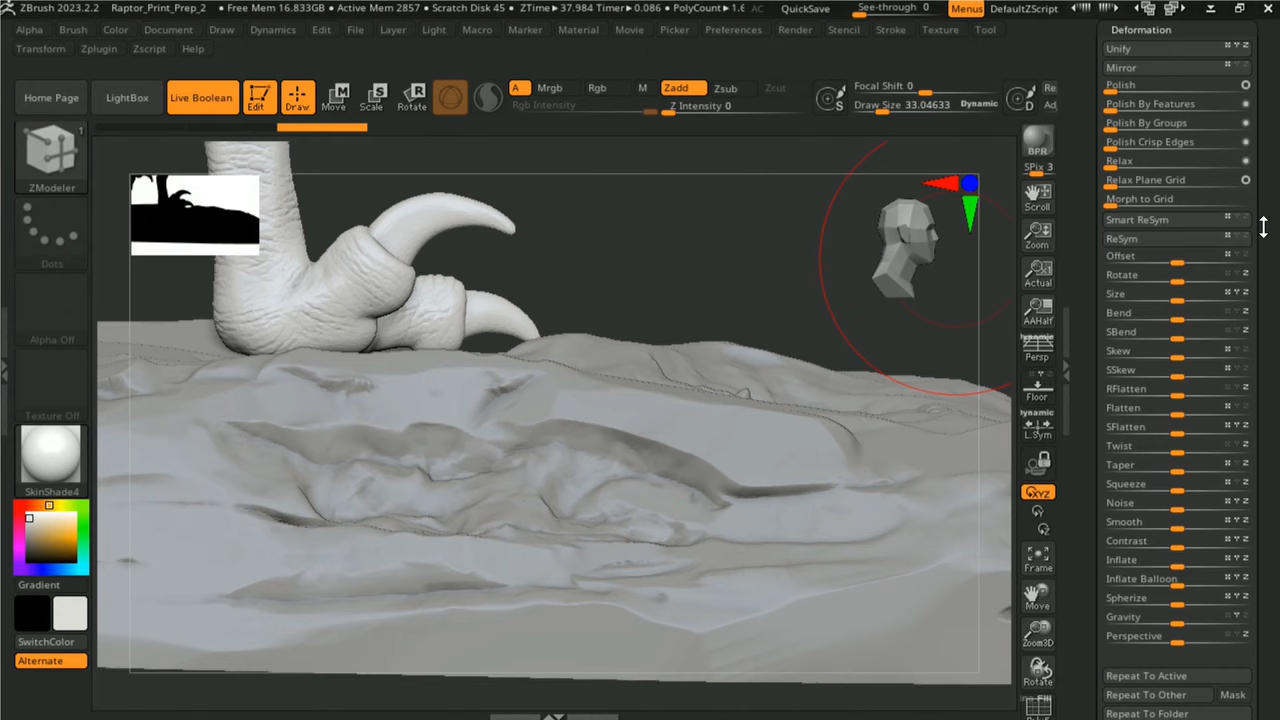 ZBrush 2023.2.2 Raptor_Print_Prep_2 • Free Mem 16.833GB • Active Mem 2857 • Scratch Disk 45 • ZTime▸37.984 Timer▸0.086 • PolyCount▸1.6 AC QuickSave See-through 0 Menus DefaultZScript
Alpha Brush Color Document Draw Dynamics Edit File Layer Light Macro Marker Material Movie Picker Preferences Render Stencil Stroke Texture Tool
Transform Zplugin Zscript Help
Home Page LightBox Live Boolean Edit Draw Move Scale Rotate
A Mrgb Rgb M Zadd Zsub Zcut
Rgb Intensity Z Intensity 0
S Focal Shift 0
Draw Size 33.04633 Dynamic
D Re
Ad
1
ZModeler
Dots
Alpha Off
Texture Off
SkinShade4
Gradient
SwitchColor
Alternate
BPR
SPix 3
Scroll
Zoom
Actual
AAHalf
Dynamic
Persp
Floor
Dynamic
L.Sym
XYZ
Y
Z
Frame
Move
Zoom3D
Rotate
Deformation
Unify
Mirror
Polish
Polish By Features
Polish By Groups
Polish Crisp Edges
Relax
Relax Plane Grid
Morph to Grid
Smart ReSym
ReSym
Offset
Rotate
Size
Bend
SBend
Skew
SSkew
RFlatten
Flatten
SFlatten
Twist
Taper
Squeeze
Noise
Smooth
Contrast
Inflate
Inflate Balloon
Spherize
Gravity
Perspective
Repeat To Active
Repeat To Other Mask
Repeat To Folder